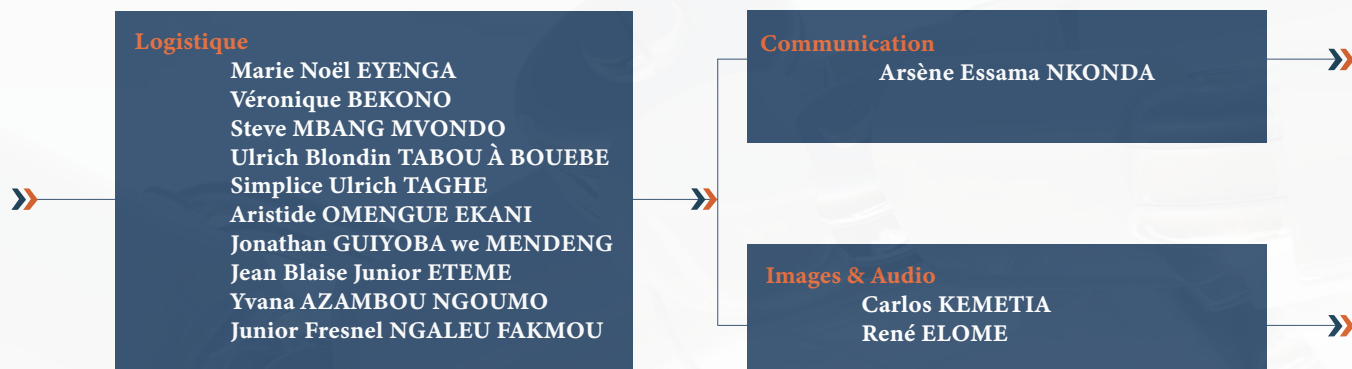 Logistique
Marie Noël EYENGA
Véronique BEKONO
Steve MBANG MVONDO
Ulrich Blondin TABOU À BOUEBE
Simplice Ulrich TAGHE
Aristide OMENGUE EKANI
Jonathan GUIYOBA we MENDENG
Jean Blaise Junior ETEME
Yvana AZAMBOU NGOUMO
Junior Fresnel NGALEU FAKMOU
Communication
Arsène Essama NKONDA
Images & Audio
Carlos KEMETIA
René ELOME